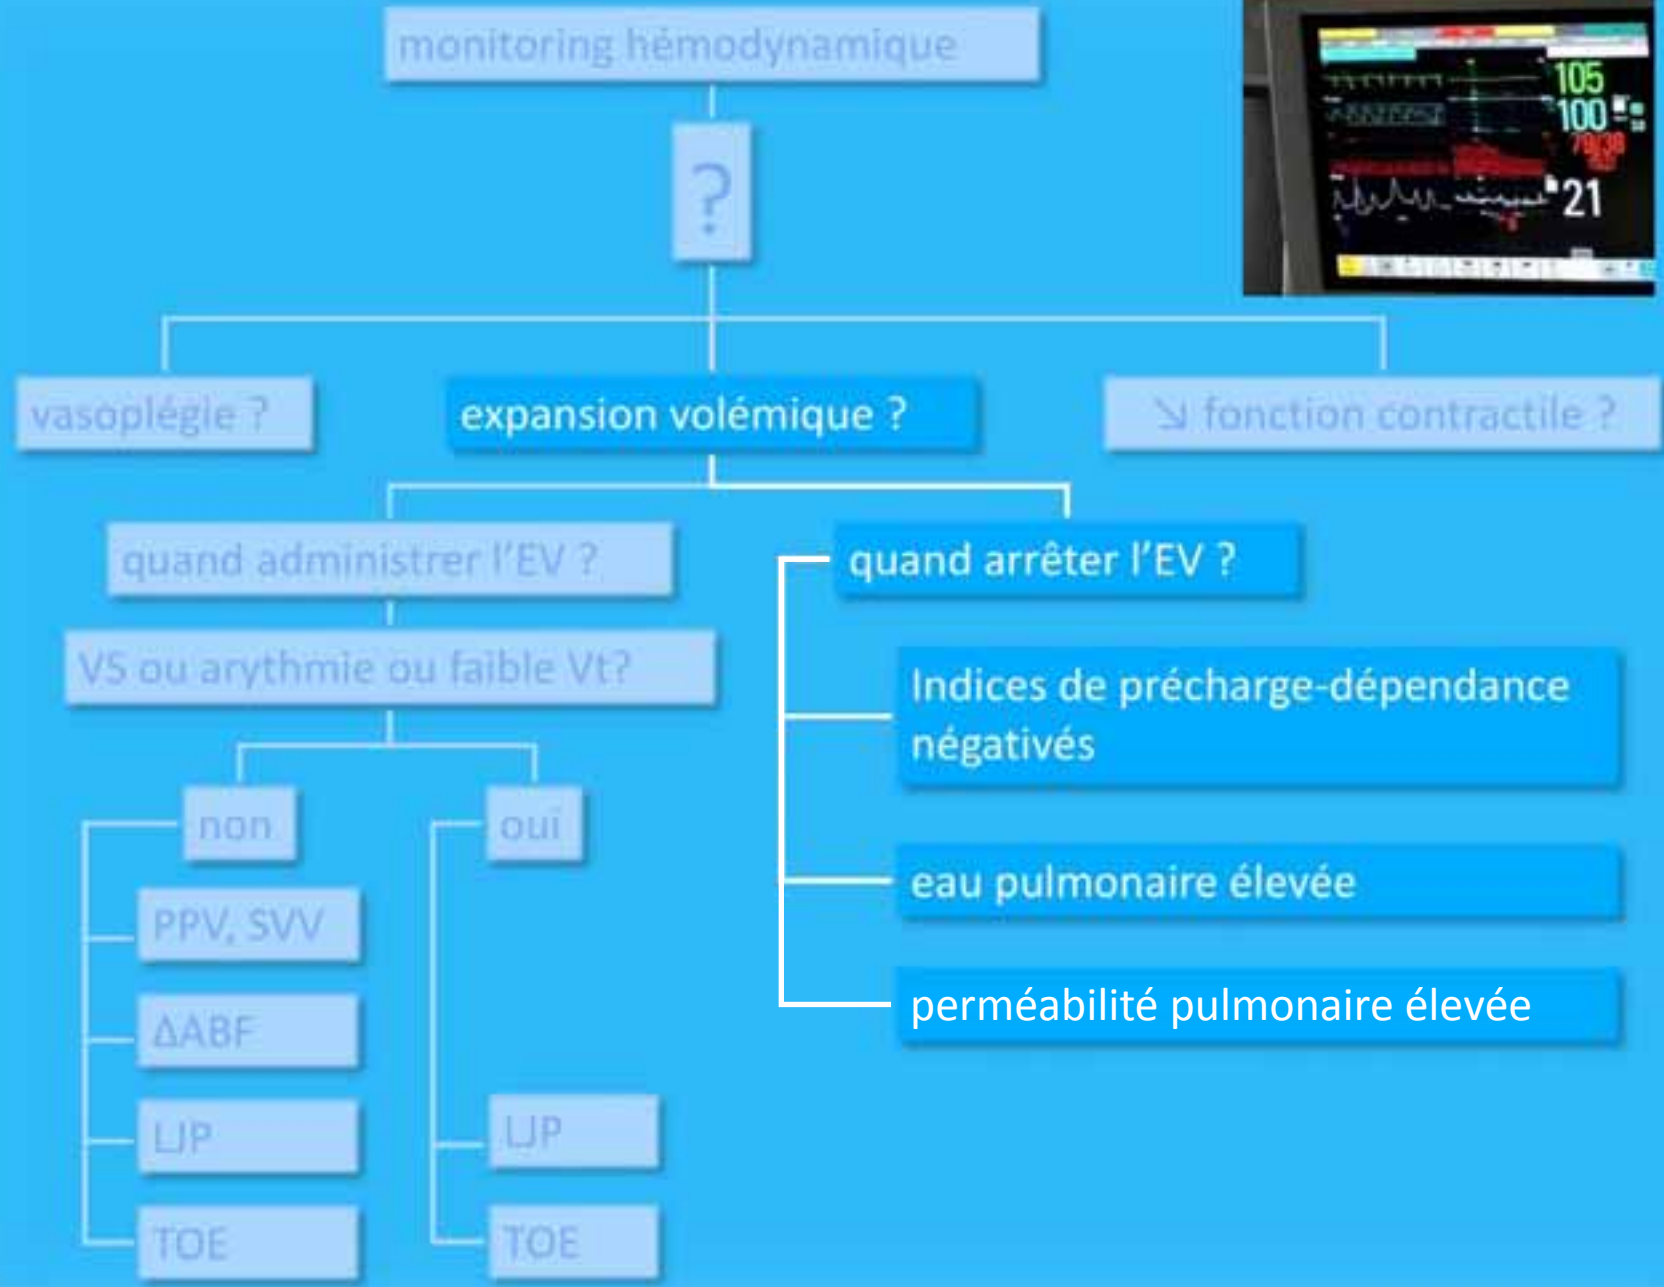 monitoring hémodynamique
105
100
79/38
21
?
vasoplégie ?
expansion volémique ?
↘ fonction contractile ?
quand administrer l'EV ?
quand arrêter l'EV ?
VS ou arythmie ou faible Vt?
Indices de précharge-dépendance
négativés
non
oui
eau pulmonaire élevée
PPV, SVV
perméabilité pulmonaire élevée
ΔABF
LJP
LJP
TOE
TOE